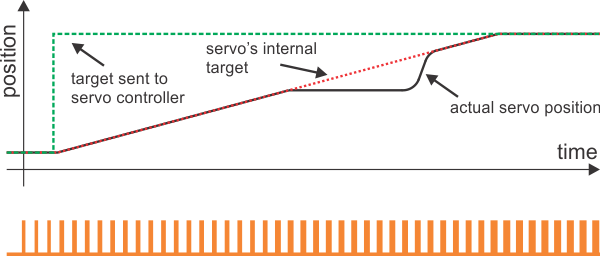 position
target sent to
servo controller
servo's internal
target
actual servo position
time